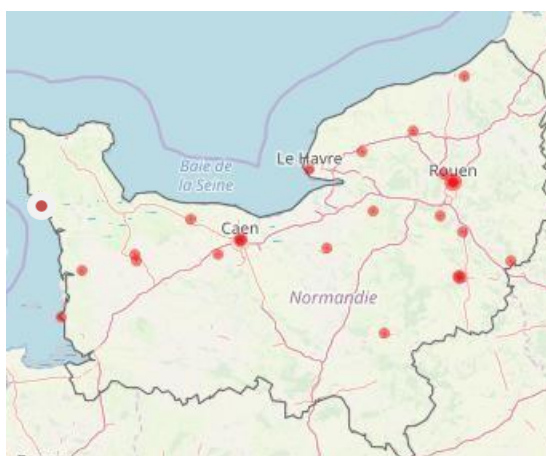 Baie de
la Seine
Le Havre
Rouen
Caen
Normandie